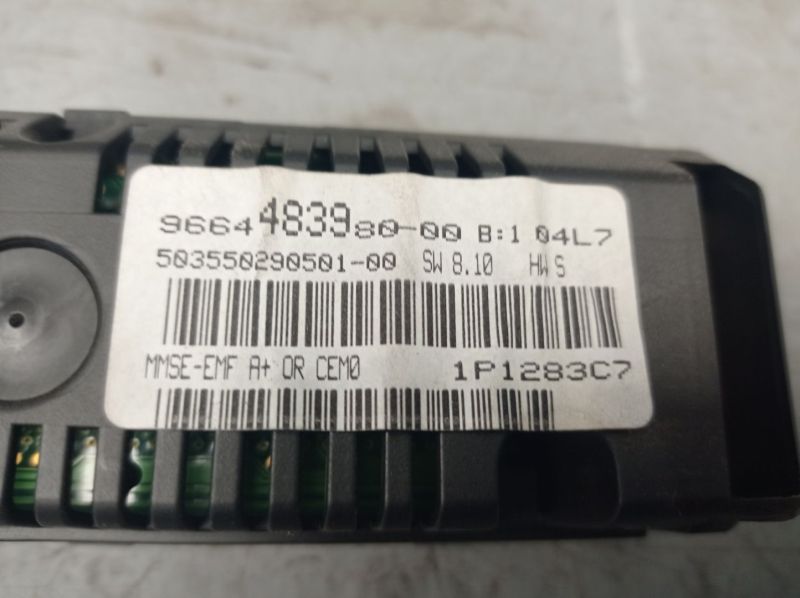 9664483980-00 B:1 04L7
503550290501-00 SW 8.10 HW S
MMSE-EMF A+ OR CEM0 1P1283C7